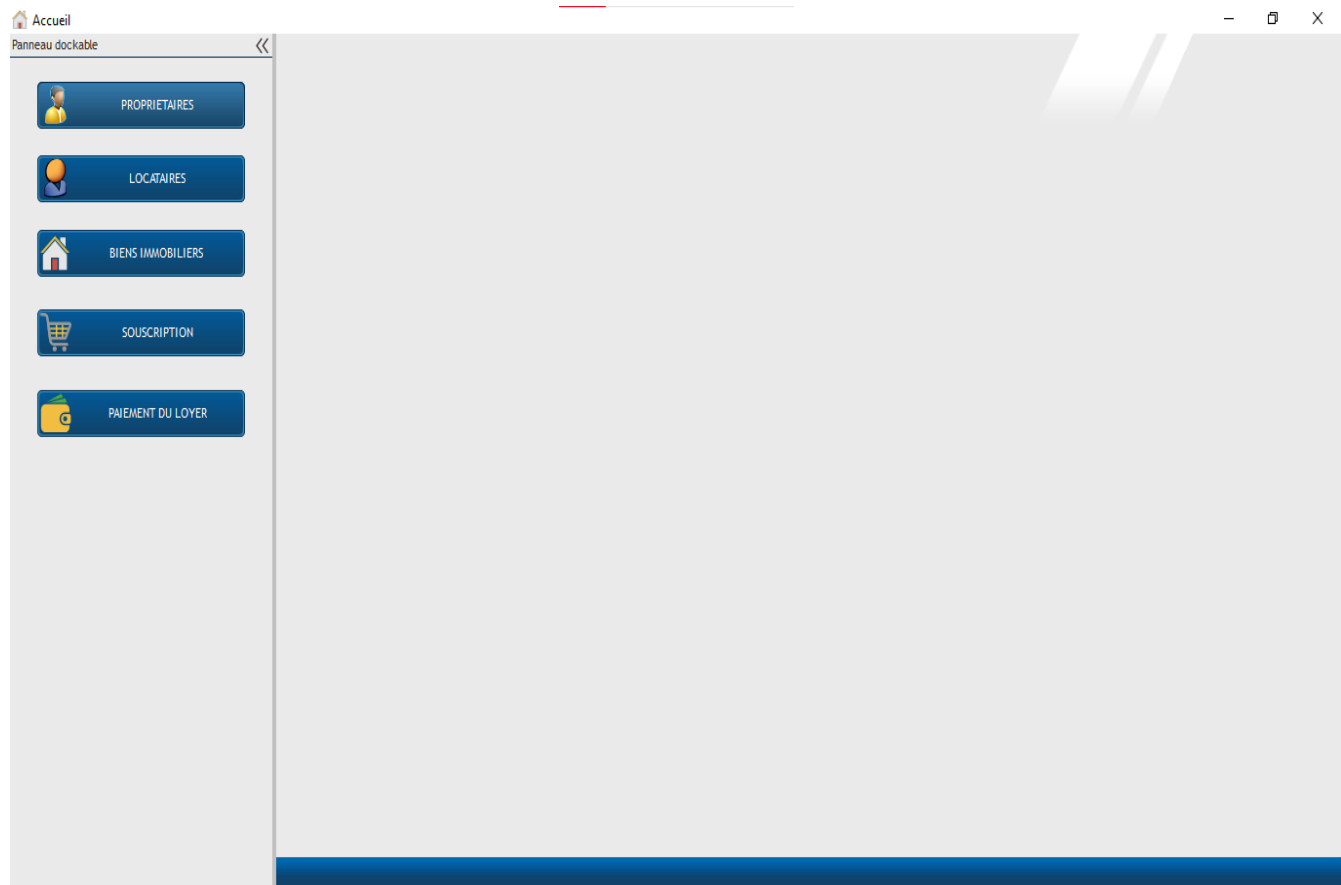 Accueil
Panneau dockable
PROPRIETAIRES
LOCATAIRES
BIENS IMMOBILIERS
SOUSCRIPTION
PAIEMENT DU LOYER